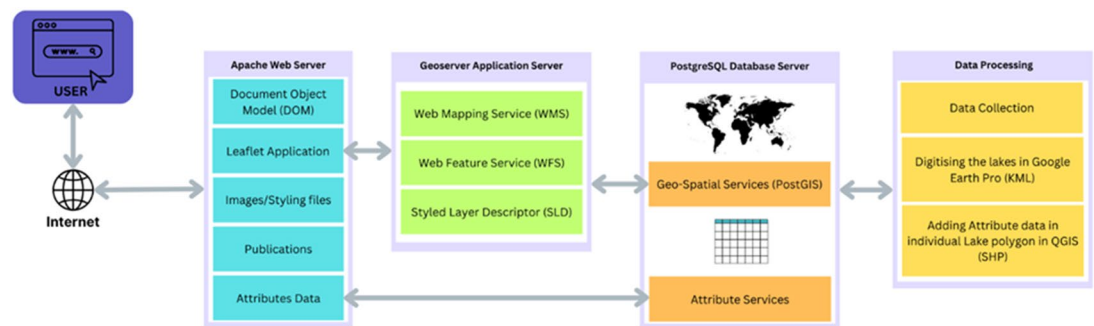 www.
USER
Internet
Apache Web Server
Document Object
Model (DOM)
Leaflet Application
Images/Styling files
Publications
Attributes Data
Geoserver Application Server
Web Mapping Service (WMS)
Web Feature Service (WFS)
Styled Layer Descriptor (SLD)
PostgreSQL Database Server
Geo-Spatial Services (PostGIS)
Attribute Services
Data Processing
Data Collection
Digitising the lakes in Google
Earth Pro (KML)
Adding Attribute data in
individual Lake polygon in QGIS
(SHP)